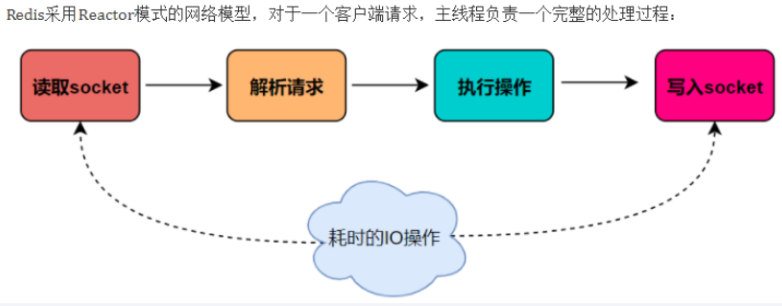 Redis采用Reactor模式的网络模型，对于一个客户端请求，主线程负责一个完整的处理过程：
读取socket
解析请求
执行操作
写入socket
耗时的IO操作